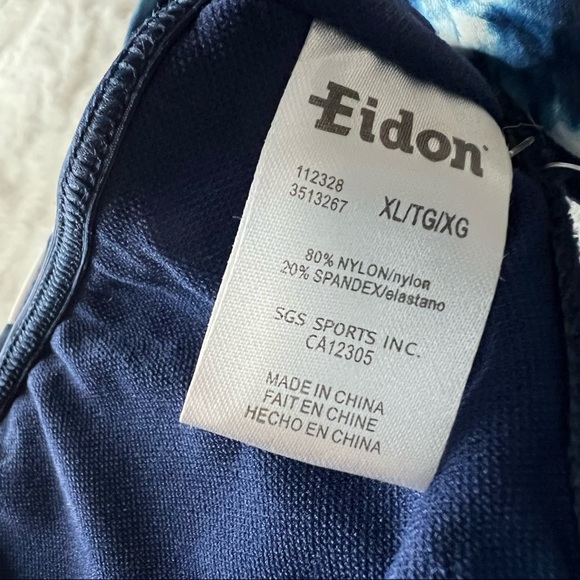 Eidon
112328
3513267
XL/TG/XG
80% NYLON/nylon
20% SPANDEX/elastano
SGS SPORTS INC.
CA12305
MADE IN CHINA
FAIT EN CHINE
HECHO EN CHINA